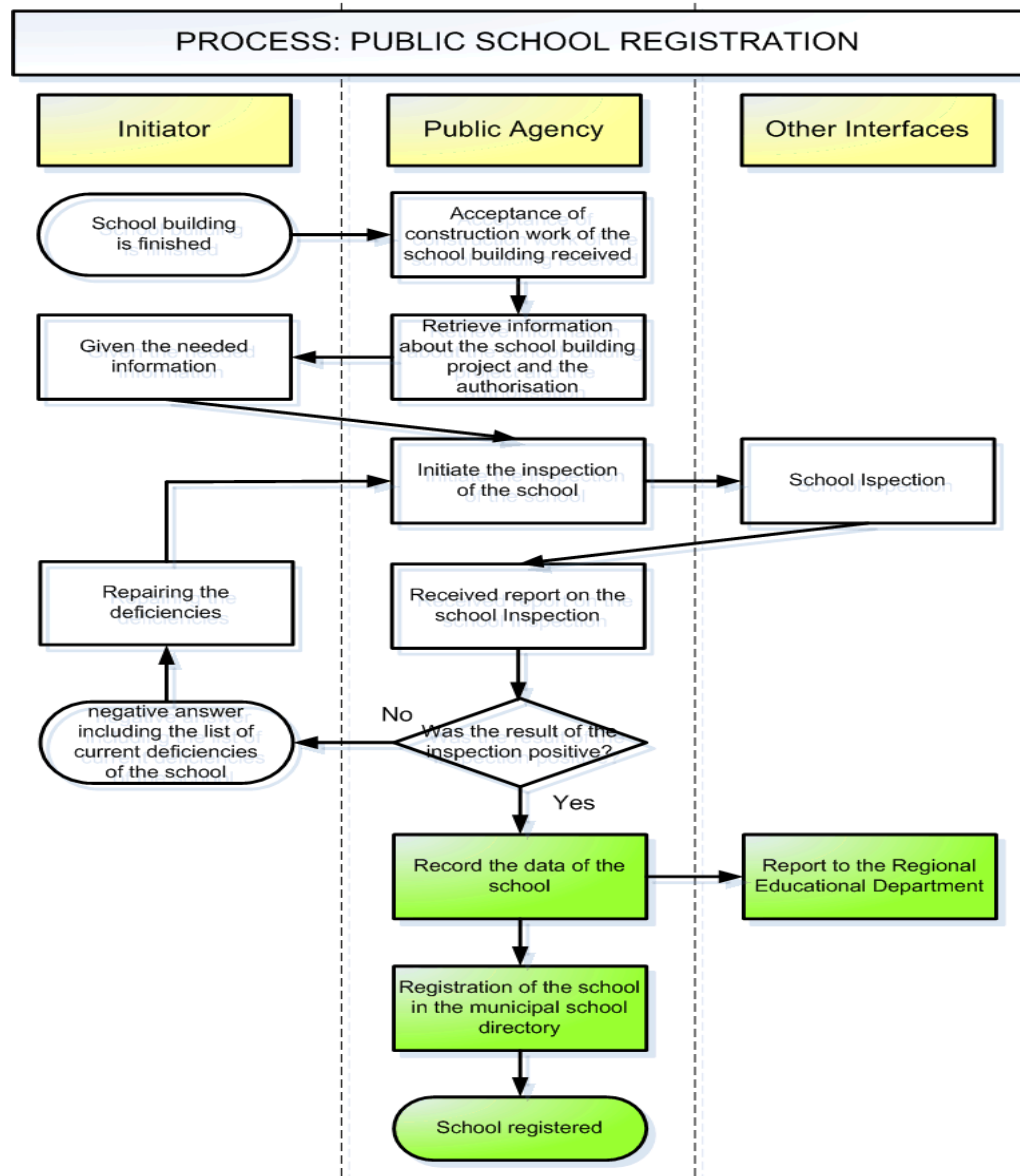 PROCESS: PUBLIC SCHOOL REGISTRATION
Initiator
Public Agency
Other Interfaces
School building
is finished
Acceptance of
construction work of the
school building received
Given the needed
information
Retrieve information
about the school building
project and the
authorisation
Initiate the inspection
of the school
School Ispection
Repairing the
deficiencies
Received report on the
school Inspection
negative answer
including the list of
current deficiencies
of the school
No
Was the result of the
inspection positive?
Yes
Record the data of the
school
Report to the Regional
Educational Department
Registration of the school
in the municipal school
directory
School registered